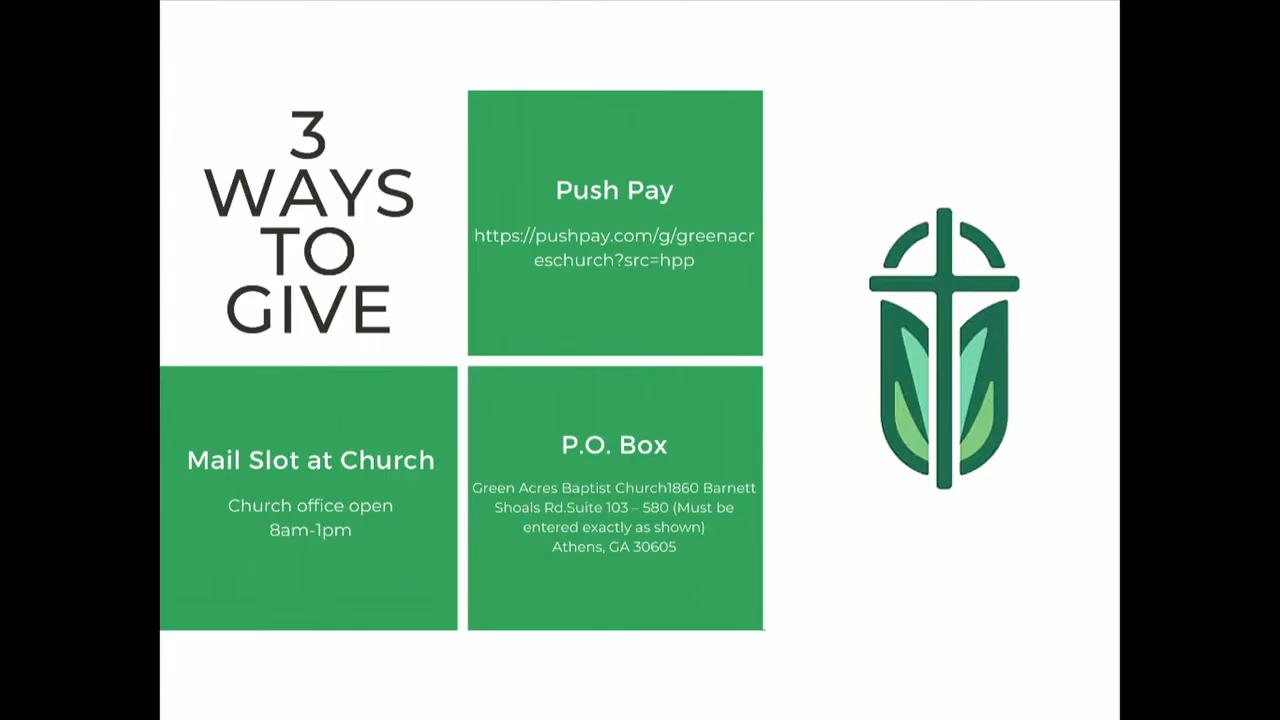 3
WAYS
TO
GIVE
Push Pay
https://pushpay.com/g/greenacr
eschurch?src=hpp
Mail Slot at Church
Church office open
8am-1pm
P.O. Box
Green Acres Baptist Church1860 Barnett
Shoals Rd.Suite 103 – 580 (Must be
entered exactly as shown)
Athens, GA 30605